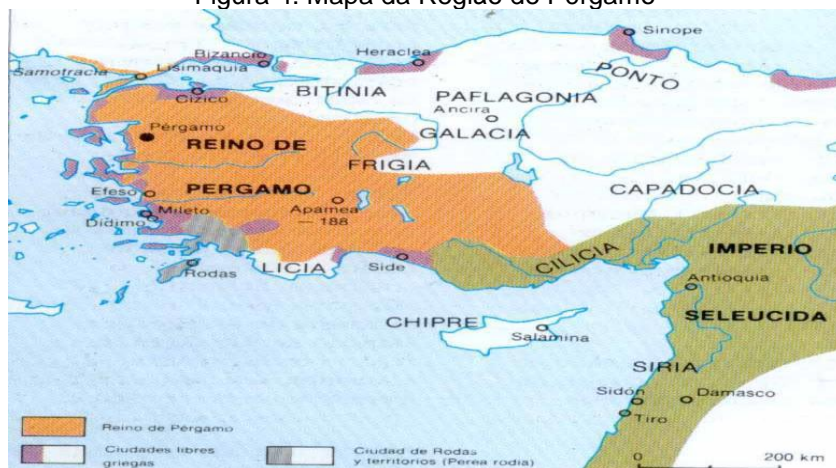 Figura 4. Mapa da Região de Pérgamo
Sinope
Bizancio
Heraclea
Samotracia
Lisimaquia
PONTO
BITINIA
Cízico
PAFLAGONIA
Ancira
Pérgamo
GALACIA
REINO DE
FRIGIA
Efeso
PERGAMO
CAPADOCIA
Mileto
Apamea
— 188
Dídimo
CILICIA
IMPERIO
LICIA
Side
Rodas
Antioquia
CHIPRE
SELEUCIDA
Salamina
SIRIA
Sidón
Damasco
Tiro
Reino de Pérgamo
Ciudades libres
griegas
Ciudad de Rodas
y territorios (Perea rodia)
0 200 km